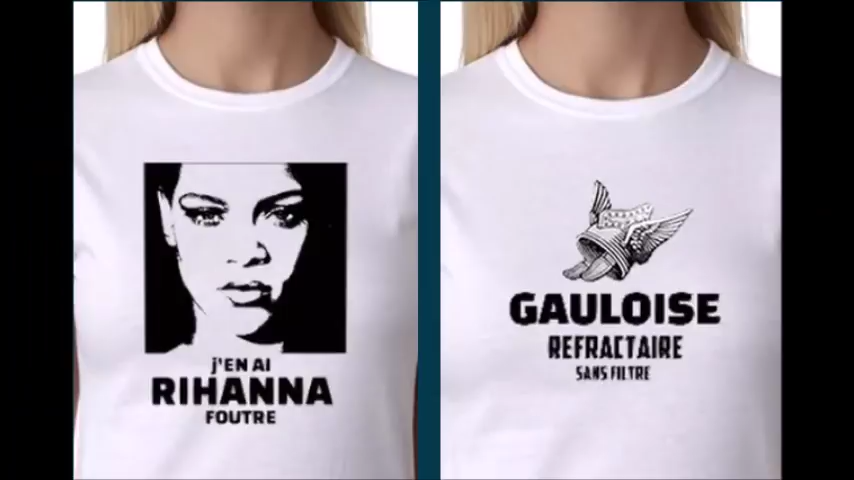 j'EN AI
RIHANNA
FOUTRE
GAULOISE
REFRACTAIRE
SANS FILTRE